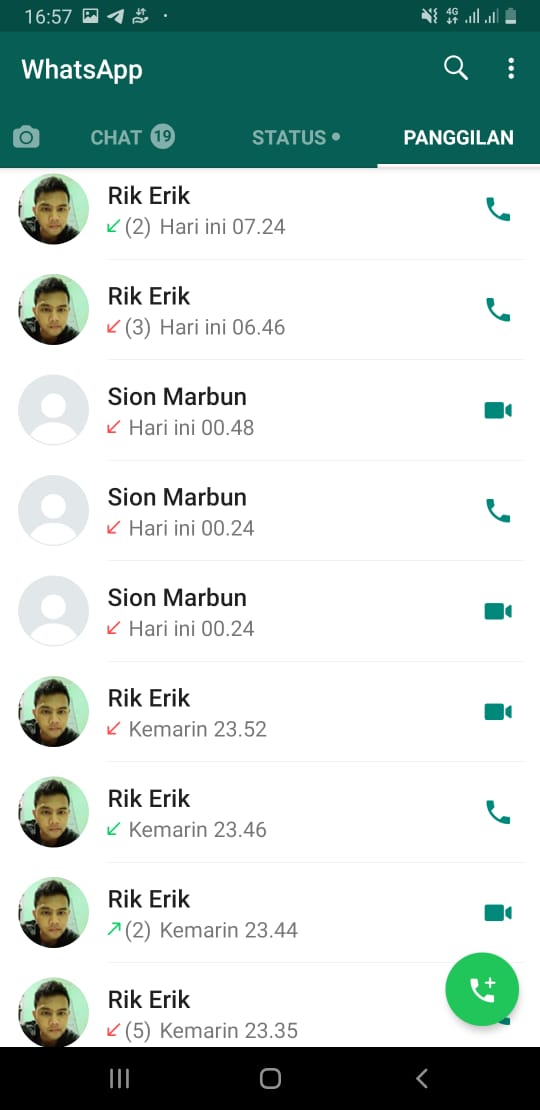 16:57 4G
WhatsApp
CHAT 19 STATUS PANGGILAN
Rik Erik
(2) Hari ini 07.24
Rik Erik
(3) Hari ini 06.46
Sion Marbun
Hari ini 00.48
Sion Marbun
Hari ini 00.24
Sion Marbun
Hari ini 00.24
Rik Erik
Kemarin 23.52
Rik Erik
Kemarin 23.46
Rik Erik
(2) Kemarin 23.44
Rik Erik
(5) Kemarin 23.35